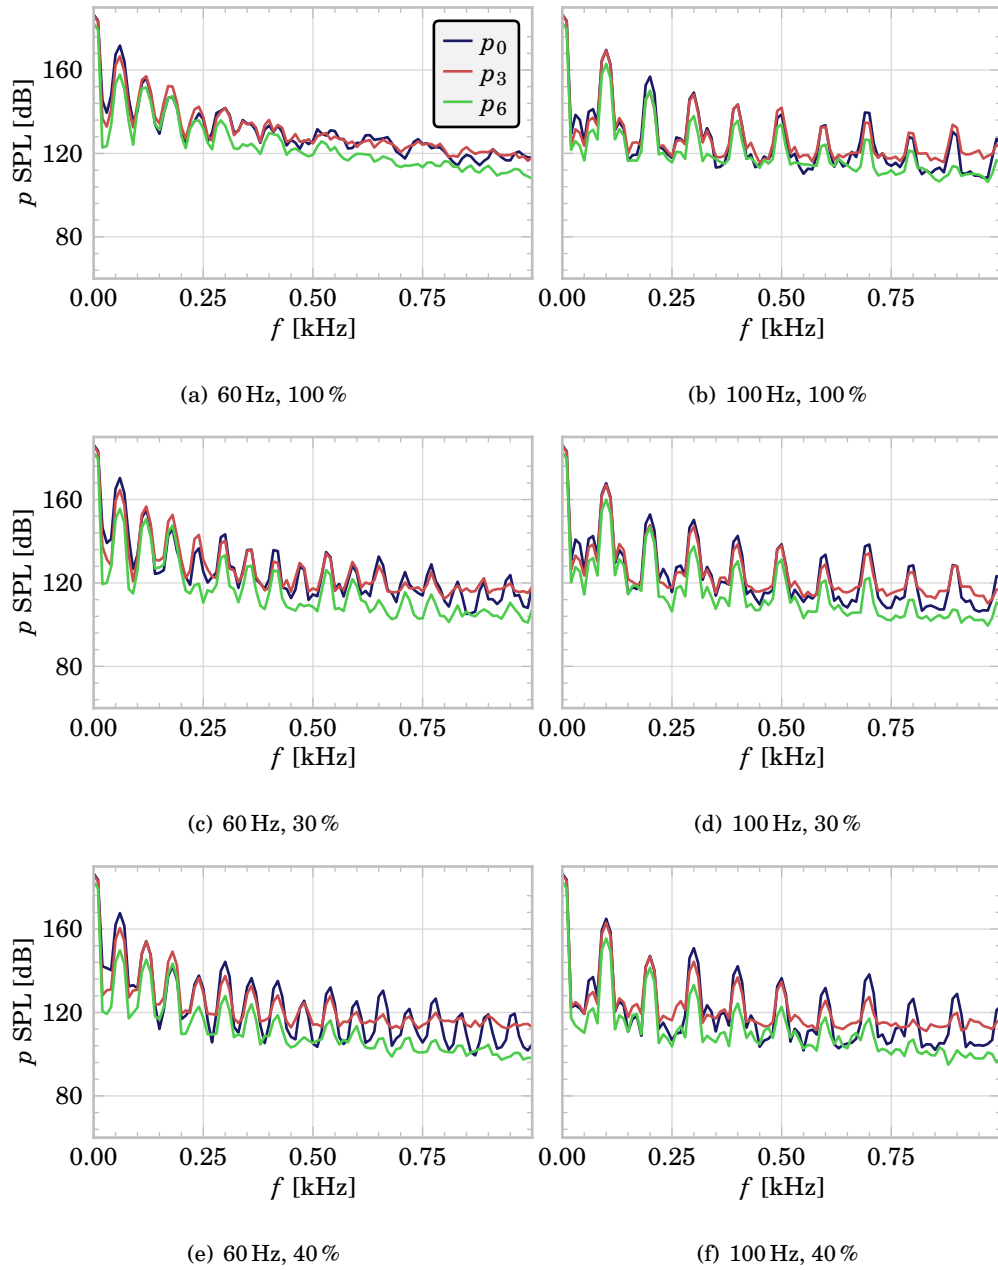 p₀
p₃
p₆
p SPL [dB]
160
120
80
0.00 0.25 0.50 0.75
0.00 0.25 0.50 0.75
f [kHz]
f [kHz]
(a) 60 Hz, 100 %
(b) 100 Hz, 100 %
p SPL [dB]
160
120
80
0.00 0.25 0.50 0.75
0.00 0.25 0.50 0.75
f [kHz]
f [kHz]
(c) 60 Hz, 30 %
(d) 100 Hz, 30 %
p SPL [dB]
160
120
80
0.00 0.25 0.50 0.75
0.00 0.25 0.50 0.75
f [kHz]
f [kHz]
(e) 60 Hz, 40 %
(f) 100 Hz, 40 %